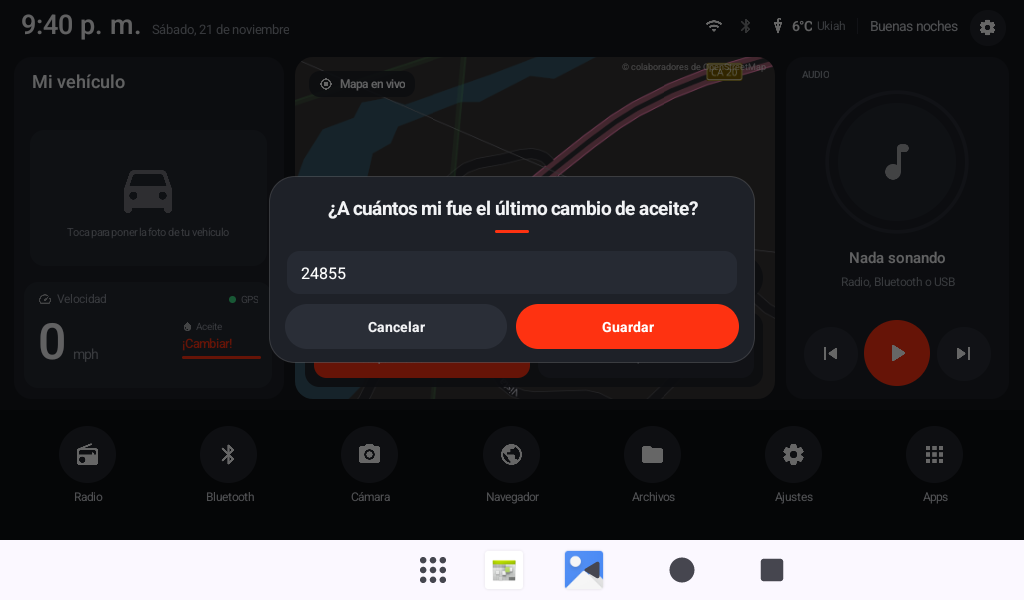 9:40 p. m.
Sábado, 21 de noviembre
6°C Ukiah
Buenas noches
Mi vehículo
Mapa en vivo
© colaboradores de OpenStreetMap
CA 20
AUDIO
Toca para poner la foto de tu vehículo
¿A cuántos mi fue el último cambio de aceite?
24855
Cancelar
Guardar
Nada sonando
Radio, Bluetooth o USB
Velocidad
GPS
0 mph
Aceite
¡Cambiar!
Radio
Bluetooth
Cámara
Navegador
Archivos
Ajustes
Apps